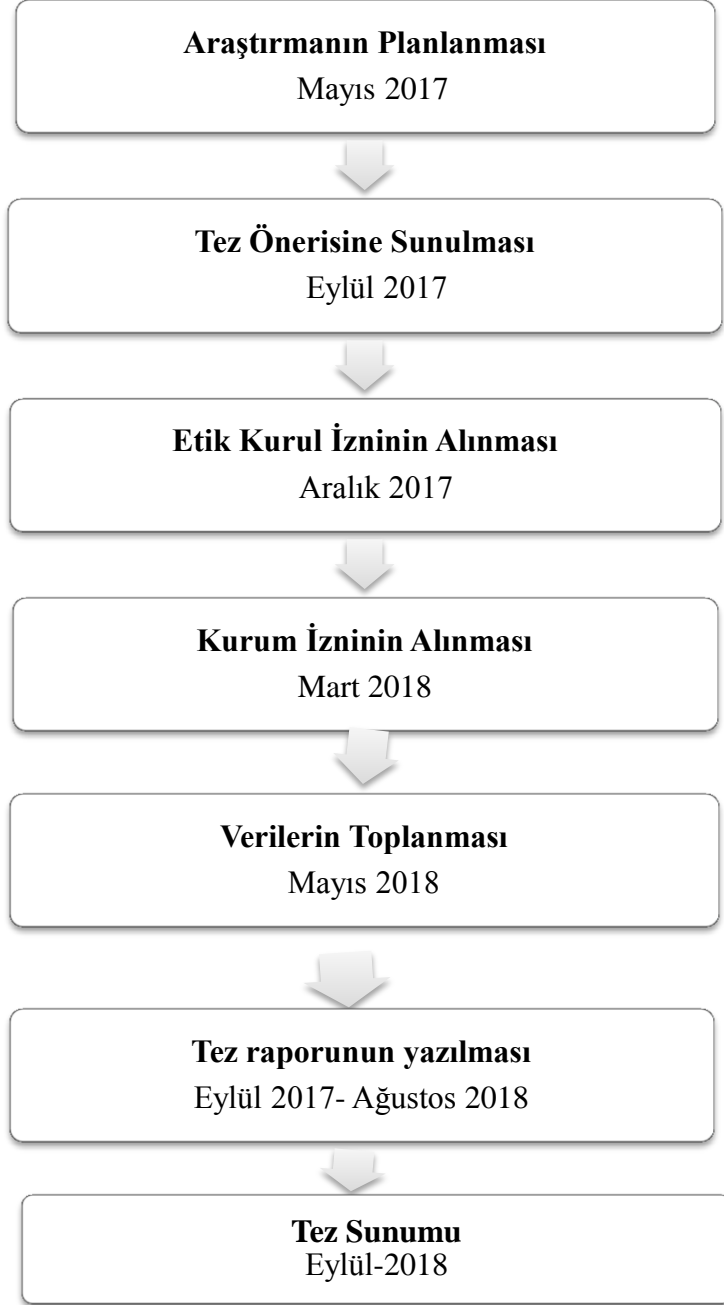 Araştırmanın Planlanması
Mayıs 2017
Tez Önerisine Sunulması
Eylül 2017
Etik Kurul İzninin Alınması
Aralık 2017
Kurum İzninin Alınması
Mart 2018
Verilerin Toplanması
Mayıs 2018
Tez raporunun yazılması
Eylül 2017- Ağustos 2018
Tez Sunumu
Eylül-2018